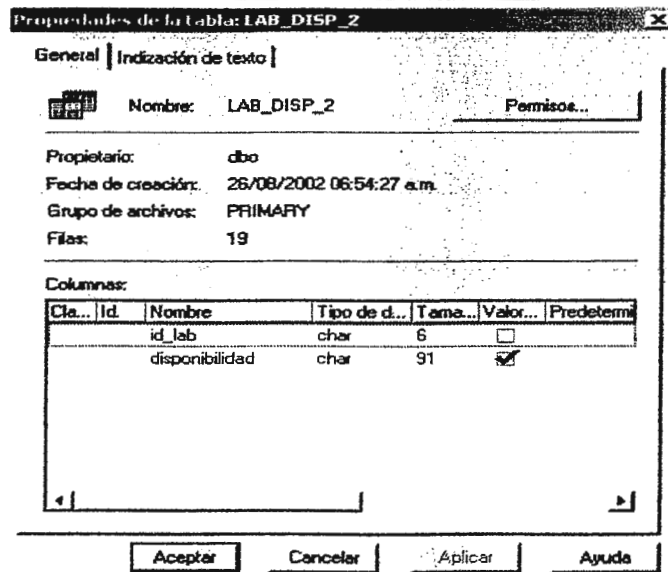 Propiedades de la tabla: LAB_DISP_2
General Indización de texto
Nombre: LAB_DISP_2 Permisos...
Propietario: dbo
Fecha de creación: 26/08/2002 06:54:27 a.m.
Grupo de archivos: PRIMARY
Filas: 19
Columnas:
Cla... Id. Nombre Tipo de d... Tama... Valor... Predetermi
id_lab char 6
disponibilidad char 91
Aceptar Cancelar Aplicar Ayuda